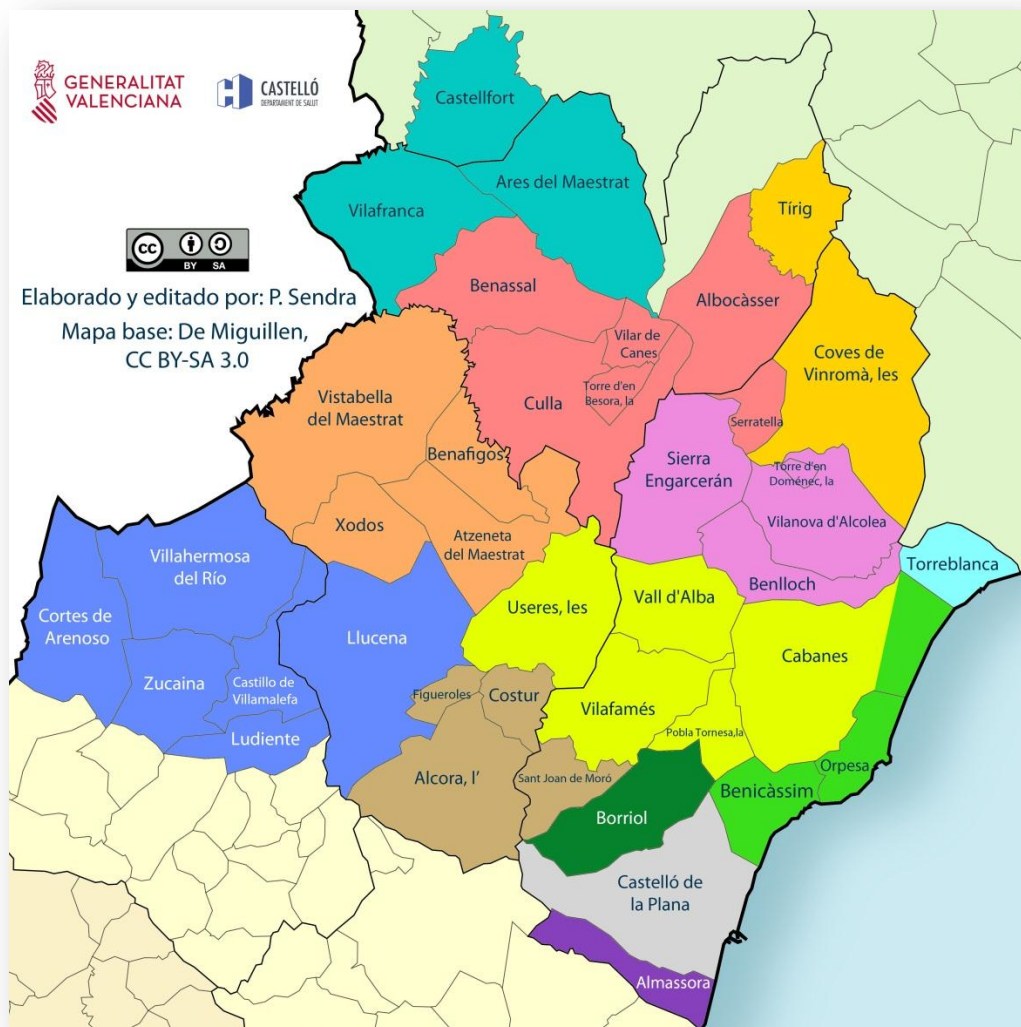 GENERALITAT
VALENCIANA
CASTELLÓ
DEPARTAMENT DE SALUT
cc
BY SA
Elaborado y editado por: P. Sendra
Mapa base: De Miguillen,
CC BY-SA 3.0
Castellfort
Ares del Maestrat
Vilafranca
Tírig
Benassal
Albocàsser
Vilar de
Canes
Coves de
Vinromà, les
Torre d'en
Besora, la
Culla
Vistabella
del Maestrat
Serratella
Benafigos
Sierra
Engarcerán
Torre d'en
Doménec, la
Vilanova d'Alcolea
Xodos
Atzeneta
del Maestrat
Villahermosa
del Río
Torreblanca
Benlloch
Vall d'Alba
Useres, les
Cortes de
Arenoso
Llucena
Cabanes
Zucaina
Castillo de
Villamalefa
Figueroles
Costur
Vilafamés
Ludiente
Pobla Tornesa,la
Orpesa
Alcora, l'
Sant Joan de Moró
Benicàssim
Borriol
Castelló de
la Plana
Almassora